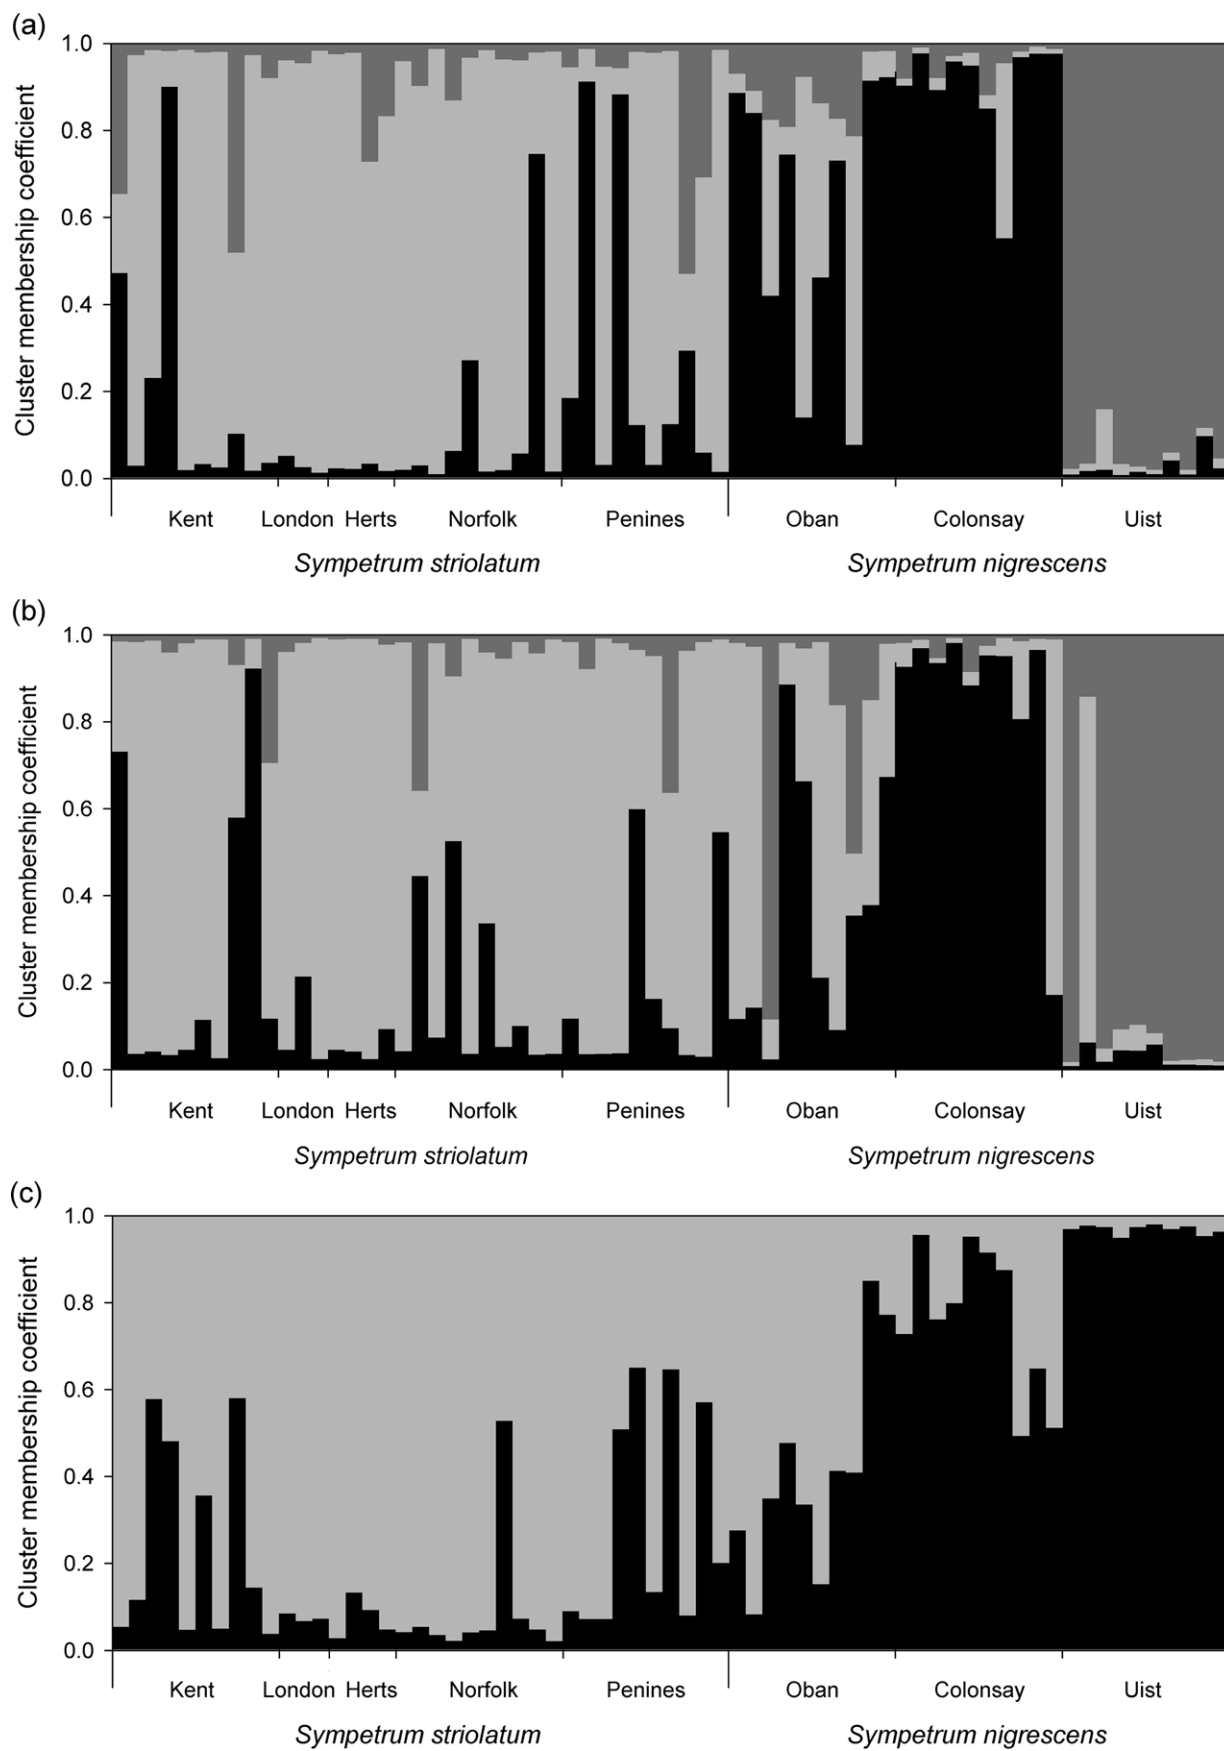 (a)
Cluster membership coefficient
1.0
0.8
0.6
0.4
0.2
0.0
Kent London Herts Norfolk Penines Oban Colonsay Uist
Sympetrum striolatum Sympetrum nigrescens
(b)
Cluster membership coefficient
1.0
0.8
0.6
0.4
0.2
0.0
Kent London Herts Norfolk Penines Oban Colonsay Uist
Sympetrum striolatum Sympetrum nigrescens
(c)
Cluster membership coefficient
1.0
0.8
0.6
0.4
0.2
0.0
Kent London Herts Norfolk Penines Oban Colonsay Uist
Sympetrum striolatum Sympetrum nigrescens